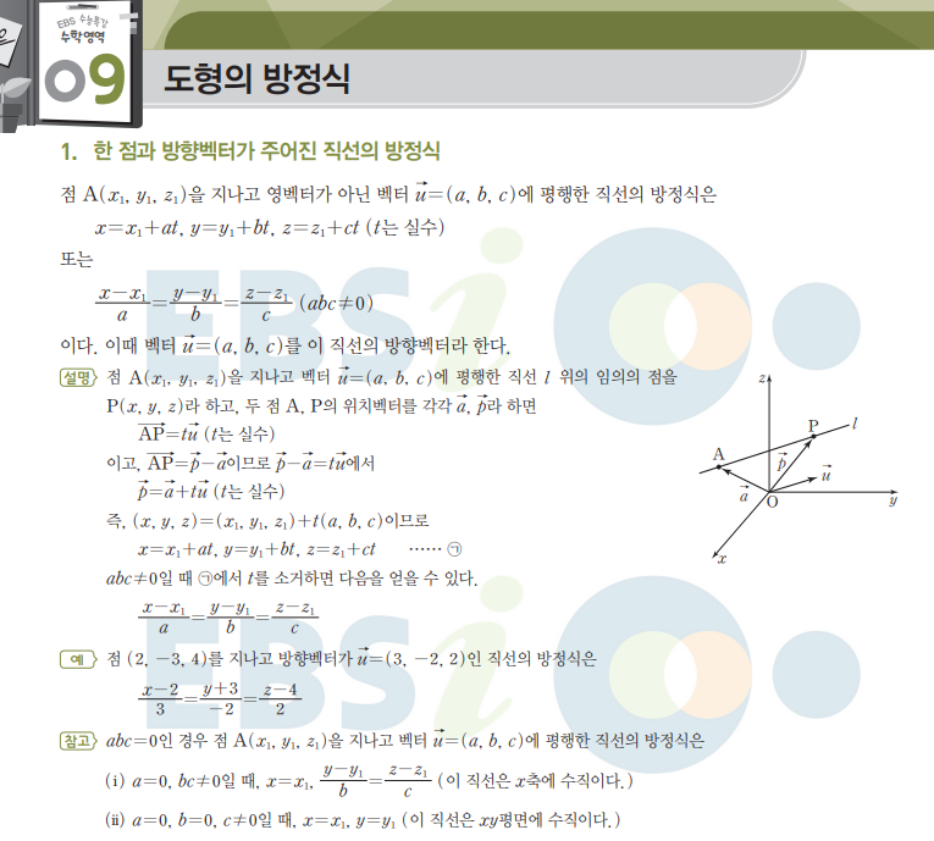 EBS 수능특강
수학영역
09
도형의 방정식
1. 한 점과 방향벡터가 주어진 직선의 방정식
점 A(x₁, y₁, z₁)을 지나고 영벡터가 아닌 벡터 u⃗=(a, b, c)에 평행한 직선의 방정식은
x=x₁+at, y=y₁+bt, z=z₁+ct (t는 실수)
또는
(x-x₁)/a=(y-y₁)/b=(z-z₁)/c (abc≠0)
이다. 이때 벡터 u⃗=(a, b, c)를 이 직선의 방향벡터라 한다.
설명 점 A(x₁, y₁, z₁)을 지나고 벡터 u⃗=(a, b, c)에 평행한 직선 l 위의 임의의 점을
P(x, y, z)라 하고, 두 점 A, P의 위치벡터를 각각 a⃗, p⃗라 하면
AP⃗=tu⃗ (t는 실수)
이고, AP⃗=p⃗-a⃗이므로 p⃗-a⃗=tu⃗에서
p⃗=a⃗+tu⃗ (t는 실수)
즉, (x, y, z)=(x₁, y₁, z₁)+t(a, b, c)이므로
x=x₁+at, y=y₁+bt, z=z₁+ct ······ ㉠
abc≠0일 때 ㉠에서 t를 소거하면 다음을 얻을 수 있다.
(x-x₁)/a=(y-y₁)/b=(z-z₁)/c
z
P
l
A
p⃗
u⃗
a⃗
O
y
x
예 점 (2, -3, 4)를 지나고 방향벡터가 u⃗=(3, -2, 2)인 직선의 방정식은
(x-2)/3=(y+3)/-2=(z-4)/2
참고 abc=0인 경우 점 A(x₁, y₁, z₁)을 지나고 벡터 u⃗=(a, b, c)에 평행한 직선의 방정식은
(i) a=0, bc≠0일 때, x=x₁, (y-y₁)/b=(z-z₁)/c (이 직선은 x축에 수직이다.)
(ii) a=0, b=0, c≠0일 때, x=x₁, y=y₁ (이 직선은 xy평면에 수직이다.)
EBSi
EBSi